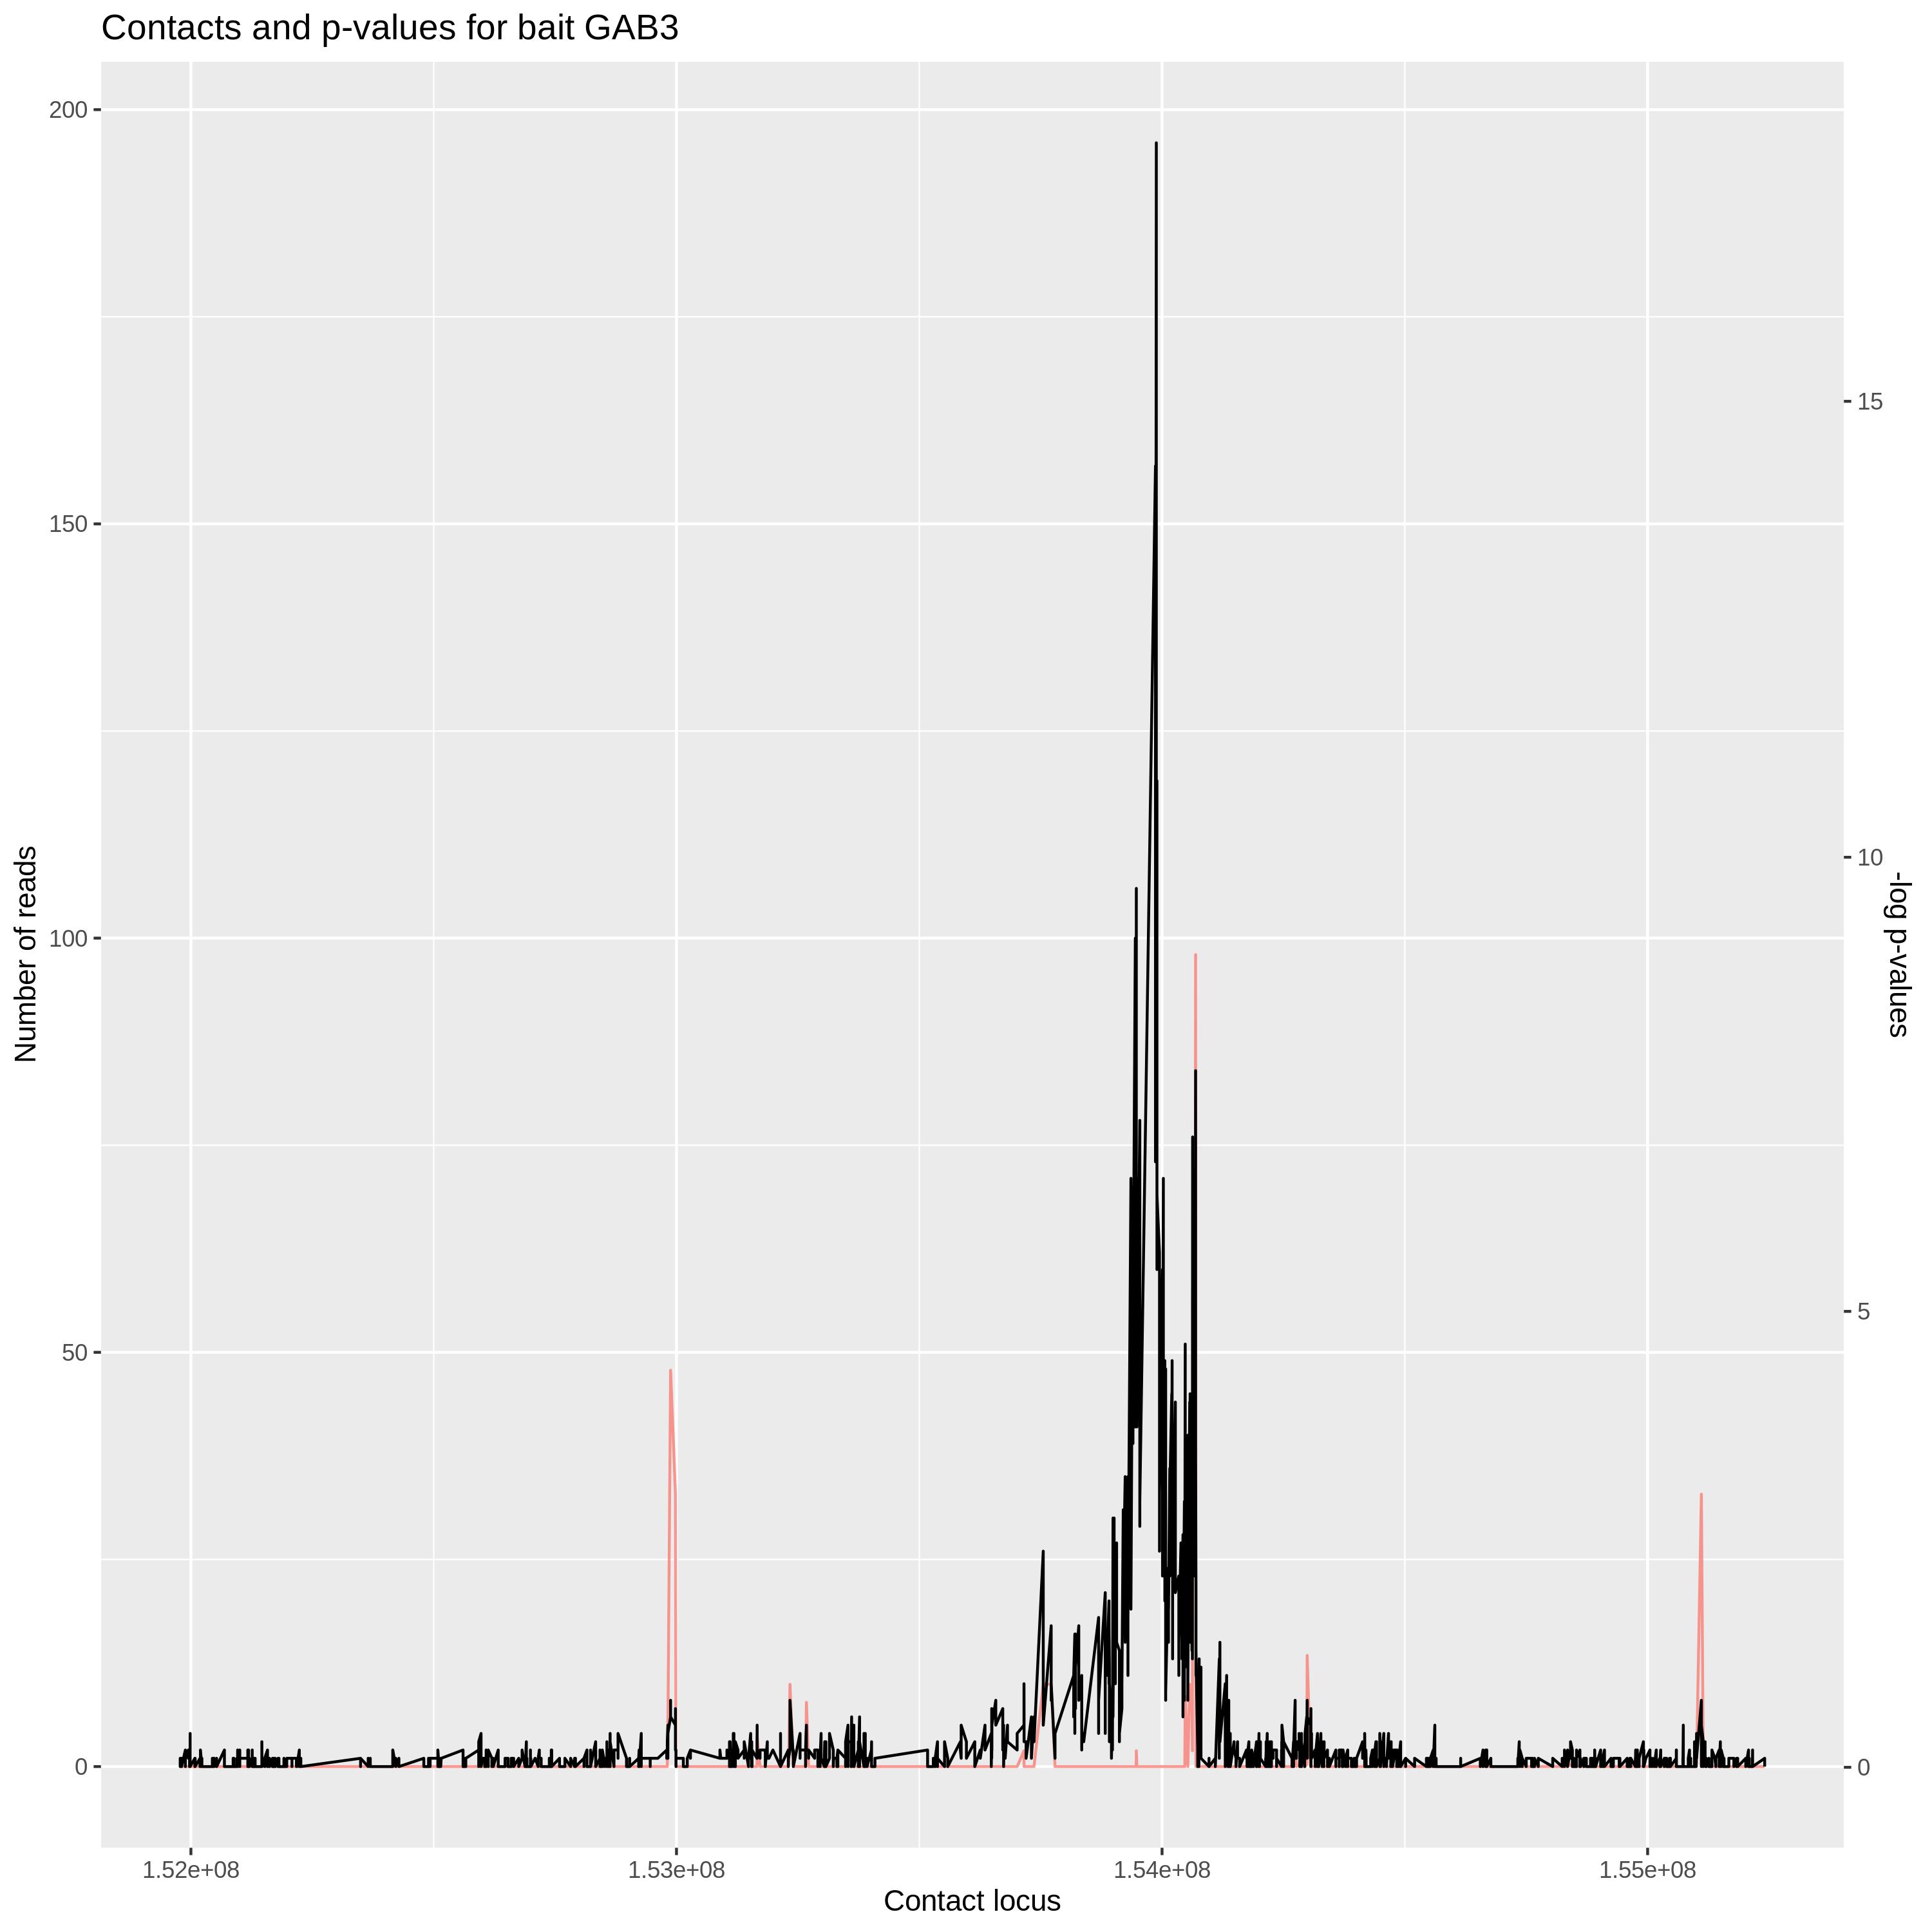 Contacts and p-values for bait GAB3
200
150
100
50
0
Number of reads
15
10
5
0
-log p-values
1.52e+08
1.53e+08
1.54e+08
1.55e+08
Contact locus